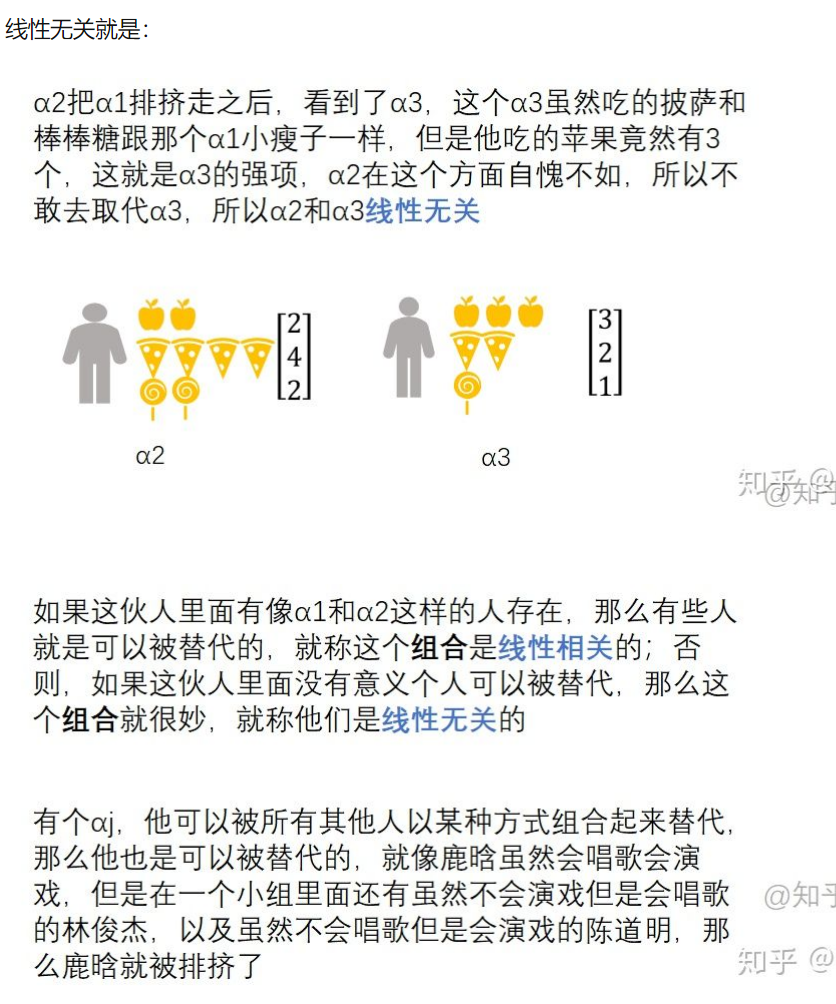 线性无关就是：
α2把α1排挤走之后，看到了α3，这个α3虽然吃的披萨和
棒棒糖跟那个α1小瘦子一样，但是他吃的苹果竟然有3
个，这就是α3的强项，α2在这个方面自愧不如，所以不
敢去取代α3，所以α2和α3线性无关
[2
4
2]
[3
2
1]
α2
α3
知乎 @
@知乎
如果这伙人里面有像α1和α2这样的人存在，那么有些人
就是可以被替代的，就称这个组合是线性相关的；否
则，如果这伙人里面没有意义个人可以被替代，那么这
个组合就很妙，就称他们是线性无关的
有个αj，他可以被所有其他人以某种方式组合起来替代，
那么他也是可以被替代的，就像鹿晗虽然会唱歌会演
戏，但是在一个小组里面还有虽然不会演戏但是会唱歌
@知乎
的林俊杰，以及虽然不会唱歌但是会演戏的陈道明，那
么鹿晗就被排挤了
知乎 @